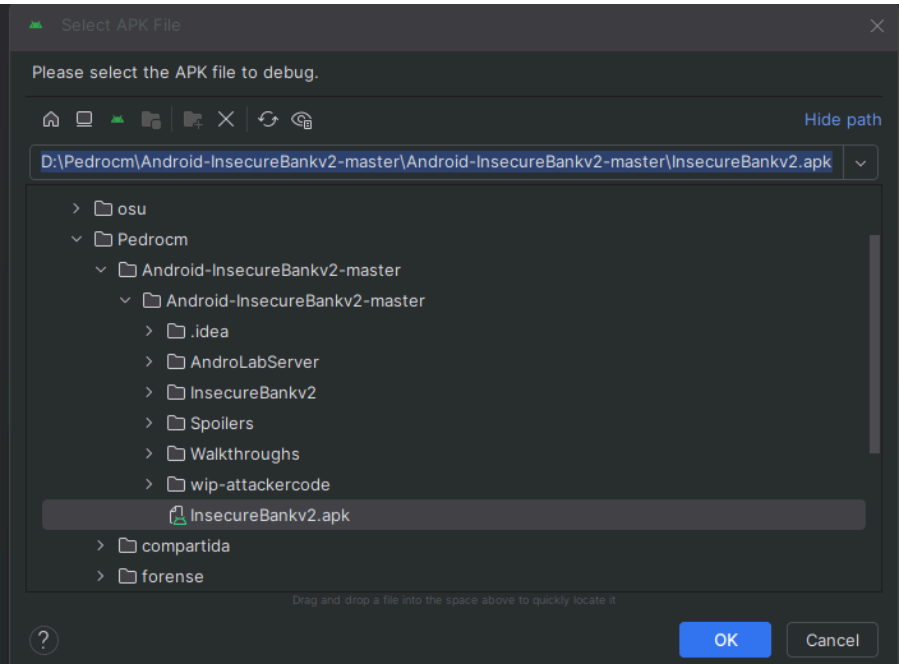 Select APK File
Please select the APK file to debug.
Hide path
D:\Pedrocm\Android-InsecureBankv2-master\Android-InsecureBankv2-master\InsecureBankv2.apk
osu
Pedrocm
Android-InsecureBankv2-master
Android-InsecureBankv2-master
.idea
AndroLabServer
InsecureBankv2
Spoilers
Walkthroughs
wip-attackercode
InsecureBankv2.apk
compartida
forense
Drag and drop a file into the space above to quickly locate it
? OK Cancel